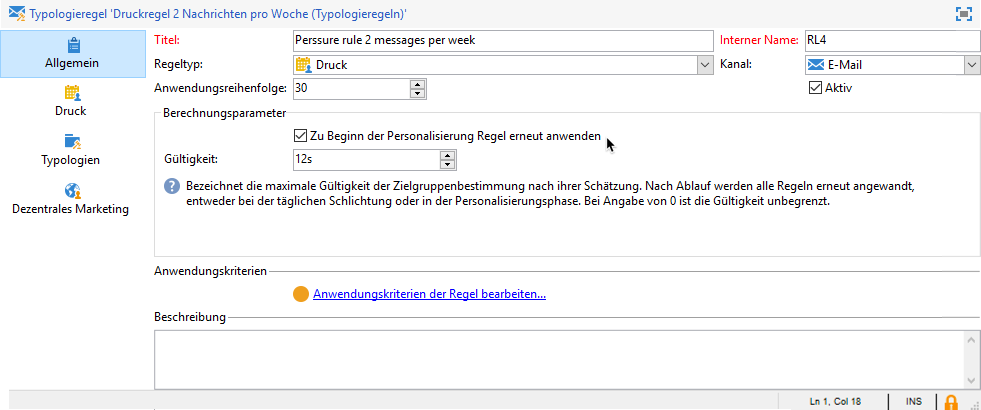 Typologieregel 'Druckregel 2 Nachrichten pro Woche (Typologieregeln)'
Allgemein
Druck
Typologien
Dezentrales Marketing
Titel: Perssure rule 2 messages per week Interner Name: RL4
Regeltyp: Druck Kanal: E-Mail
Anwendungsreihenfolge: 30 Aktiv
Berechnungsparameter
Zu Beginn der Personalisierung Regel erneut anwenden
Gültigkeit: 12s
Bezeichnet die maximale Gültigkeit der Zielgruppenbestimmung nach ihrer Schätzung. Nach Ablauf werden alle Regeln erneut angewandt,
entweder bei der täglichen Schlichtung oder in der Personalisierungsphase. Bei Angabe von 0 ist die Gültigkeit unbegrenzt.
Anwendungskriterien
Anwendungskriterien der Regel bearbeiten...
Beschreibung
Ln 1, Col 18 INS